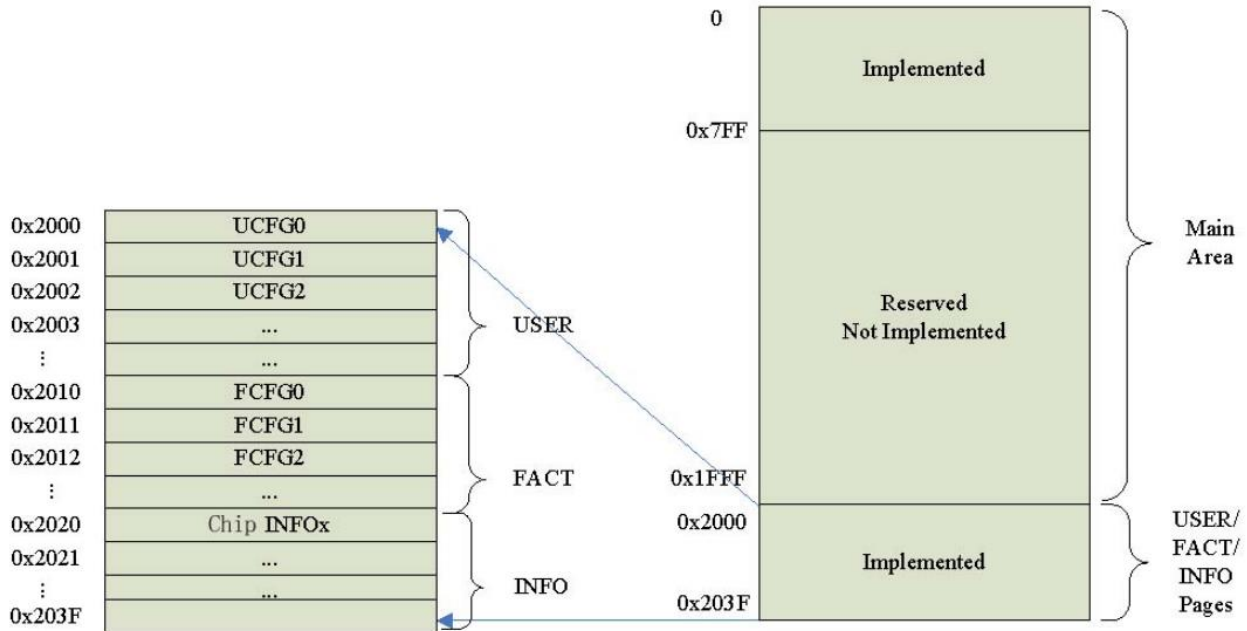 0x2000 UCFG0
0x2001 UCFG1
0x2002 UCFG2
0x2003 ...
⋮ ...
USER
0x2010 FCFG0
0x2011 FCFG1
0x2012 FCFG2
⋮ ...
FACT
0x2020 Chip INFOx
0x2021 ...
⋮ ...
0x203F
INFO
0
Implemented
0x7FF
Reserved
Not Implemented
0x1FFF
Main
Area
0x2000
Implemented
0x203F
USER/
FACT/
INFO
Pages